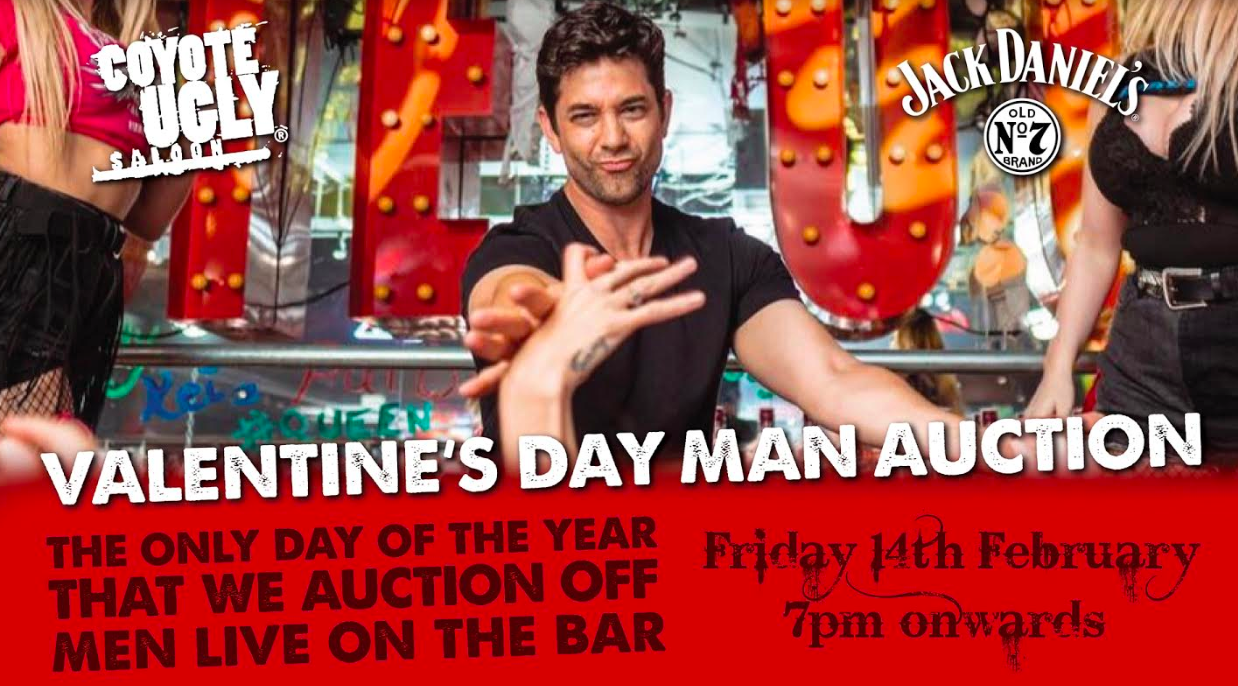 COYOTE
UGLY®
SALOON
JACK DANIEL'S®
OLD
Nº7
BRAND
#QUEEN
VALENTINE'S DAY MAN AUCTION
THE ONLY DAY OF THE YEAR
THAT WE AUCTION OFF
MEN LIVE ON THE BAR
Friday 14th February
7pm onwards